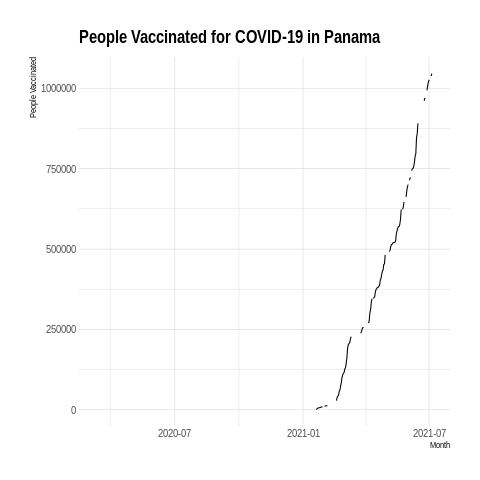 People Vaccinated for COVID-19 in Panama
People Vaccinated
1000000
750000
500000
250000
0
2020-07 2021-01 2021-07
Month